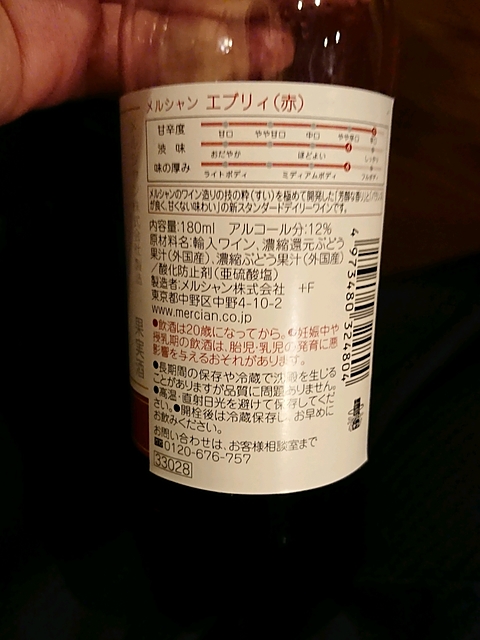 メルシャン エブリィ(赤)
甘辛度
甘口 やや甘口 中口 やや辛口 辛口
渋味
おだやか ほどよい しっかり
味の厚み
ライトボディ ミディアムボディ フルボディ
メルシャンのワイン造りの技の粋(すい)を極めて開発した「芳醇な香りとバランス
が良く、甘くない味わい」の新スタンダードデイリーワインです。
内容量:180ml アルコール分:12%
原材料名:輸入ワイン、濃縮還元ぶどう
果汁(外国産)、濃縮ぶどう果汁(外国産)
/酸化防止剤(亜硫酸塩)
製造者:メルシャン株式会社 +F
東京都中野区中野4-10-2
www.mercian.co.jp
●飲酒は20歳になってから。●妊娠中や
授乳期の飲酒は、胎児・乳児の発育に悪
影響を与えるおそれがあります。
●長期間の保存や冷蔵で沈殿を生じる
ことがありますが品質に問題ありません。
●高温・直射日光を避けて保存してくだ
さい。●開栓後は冷蔵保存し、お早めに
お飲みください。
お問い合わせは、お客様相談室まで
0120-676-757
33028
4 973480 324804